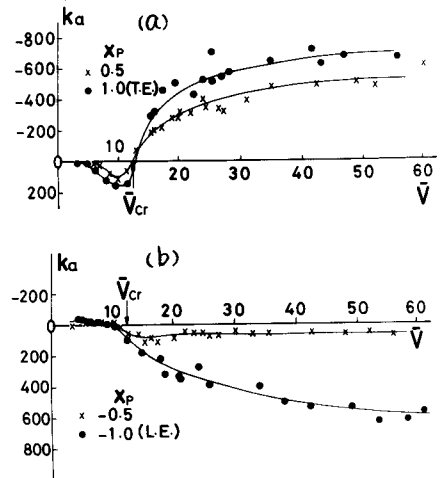 ka (a)
-800
Xp
-600
x 0.5
-400
● 1.0(T.E.)
-200
10
0
20 30 40 50 60
200
V̄cr V̄
(b)
ka V̄cr
-200
10 20 30 40 50 60
0
V̄
200
400
Xp
600
x -0.5
800
● -1.0(L.E.)